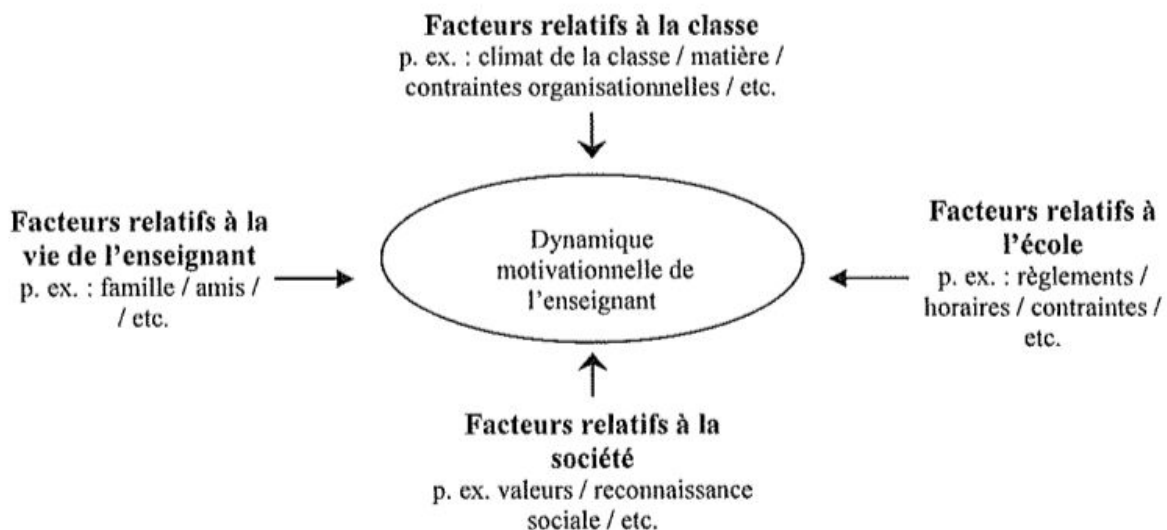 Facteurs relatifs à la classe
p. ex. : climat de la classe / matière /
contraintes organisationnelles / etc.
Facteurs relatifs à la
vie de l'enseignant
p. ex. : famille / amis /
/ etc.
Dynamique
motivationnelle de
l'enseignant
Facteurs relatifs à
l'école
p. ex. : règlements /
horaires / contraintes /
etc.
Facteurs relatifs à la
société
p. ex. valeurs / reconnaissance
sociale / etc.